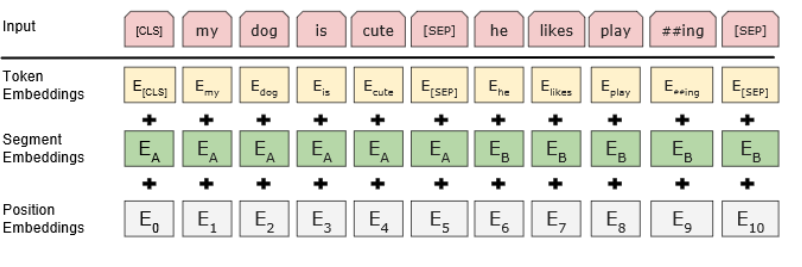 Input [CLS] my dog is cute [SEP] he likes play ##ing [SEP]
Token Embeddings E[CLS] Emy Edog Eis Ecute E[SEP] Ehe Elikes Eplay E##ing E[SEP]
+ + + + + + + + + + +
Segment Embeddings EA EA EA EA EA EA EB EB EB EB EB
+ + + + + + + + + + +
Position Embeddings E0 E1 E2 E3 E4 E5 E6 E7 E8 E9 E10